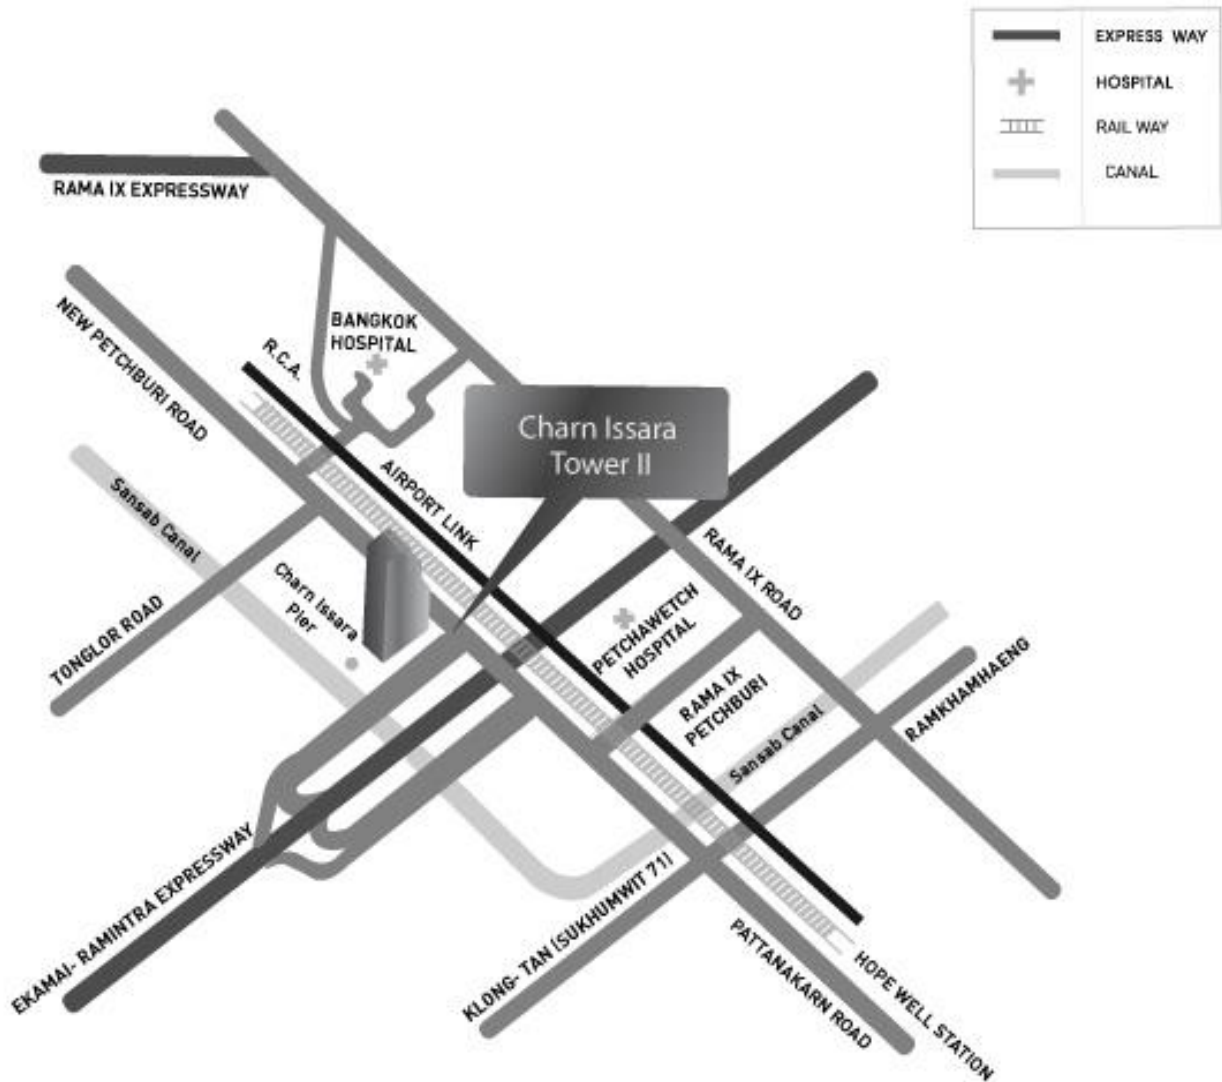 EXPRESS WAY
HOSPITAL
RAIL WAY
CANAL
RAMA IX EXPRESSWAY
NEW PETCHBURI ROAD
R.C.A.
BANGKOK
HOSPITAL
Charn Issara
Tower II
AIRPORT LINK
Sansab Canal
TONGLOR ROAD
Charn Issara
Pier
RAMA IX ROAD
PETCHAWETCH
HOSPITAL
RAMA IX
PETCHBURI
Sansab Canal
RAMKHAMHAENG
EKAMAI- RAMINTRA EXPRESSWAY
KLONG- TAN (SUKHUMWIT 71)
PATTANAKARN ROAD
HOPE WELL STATION